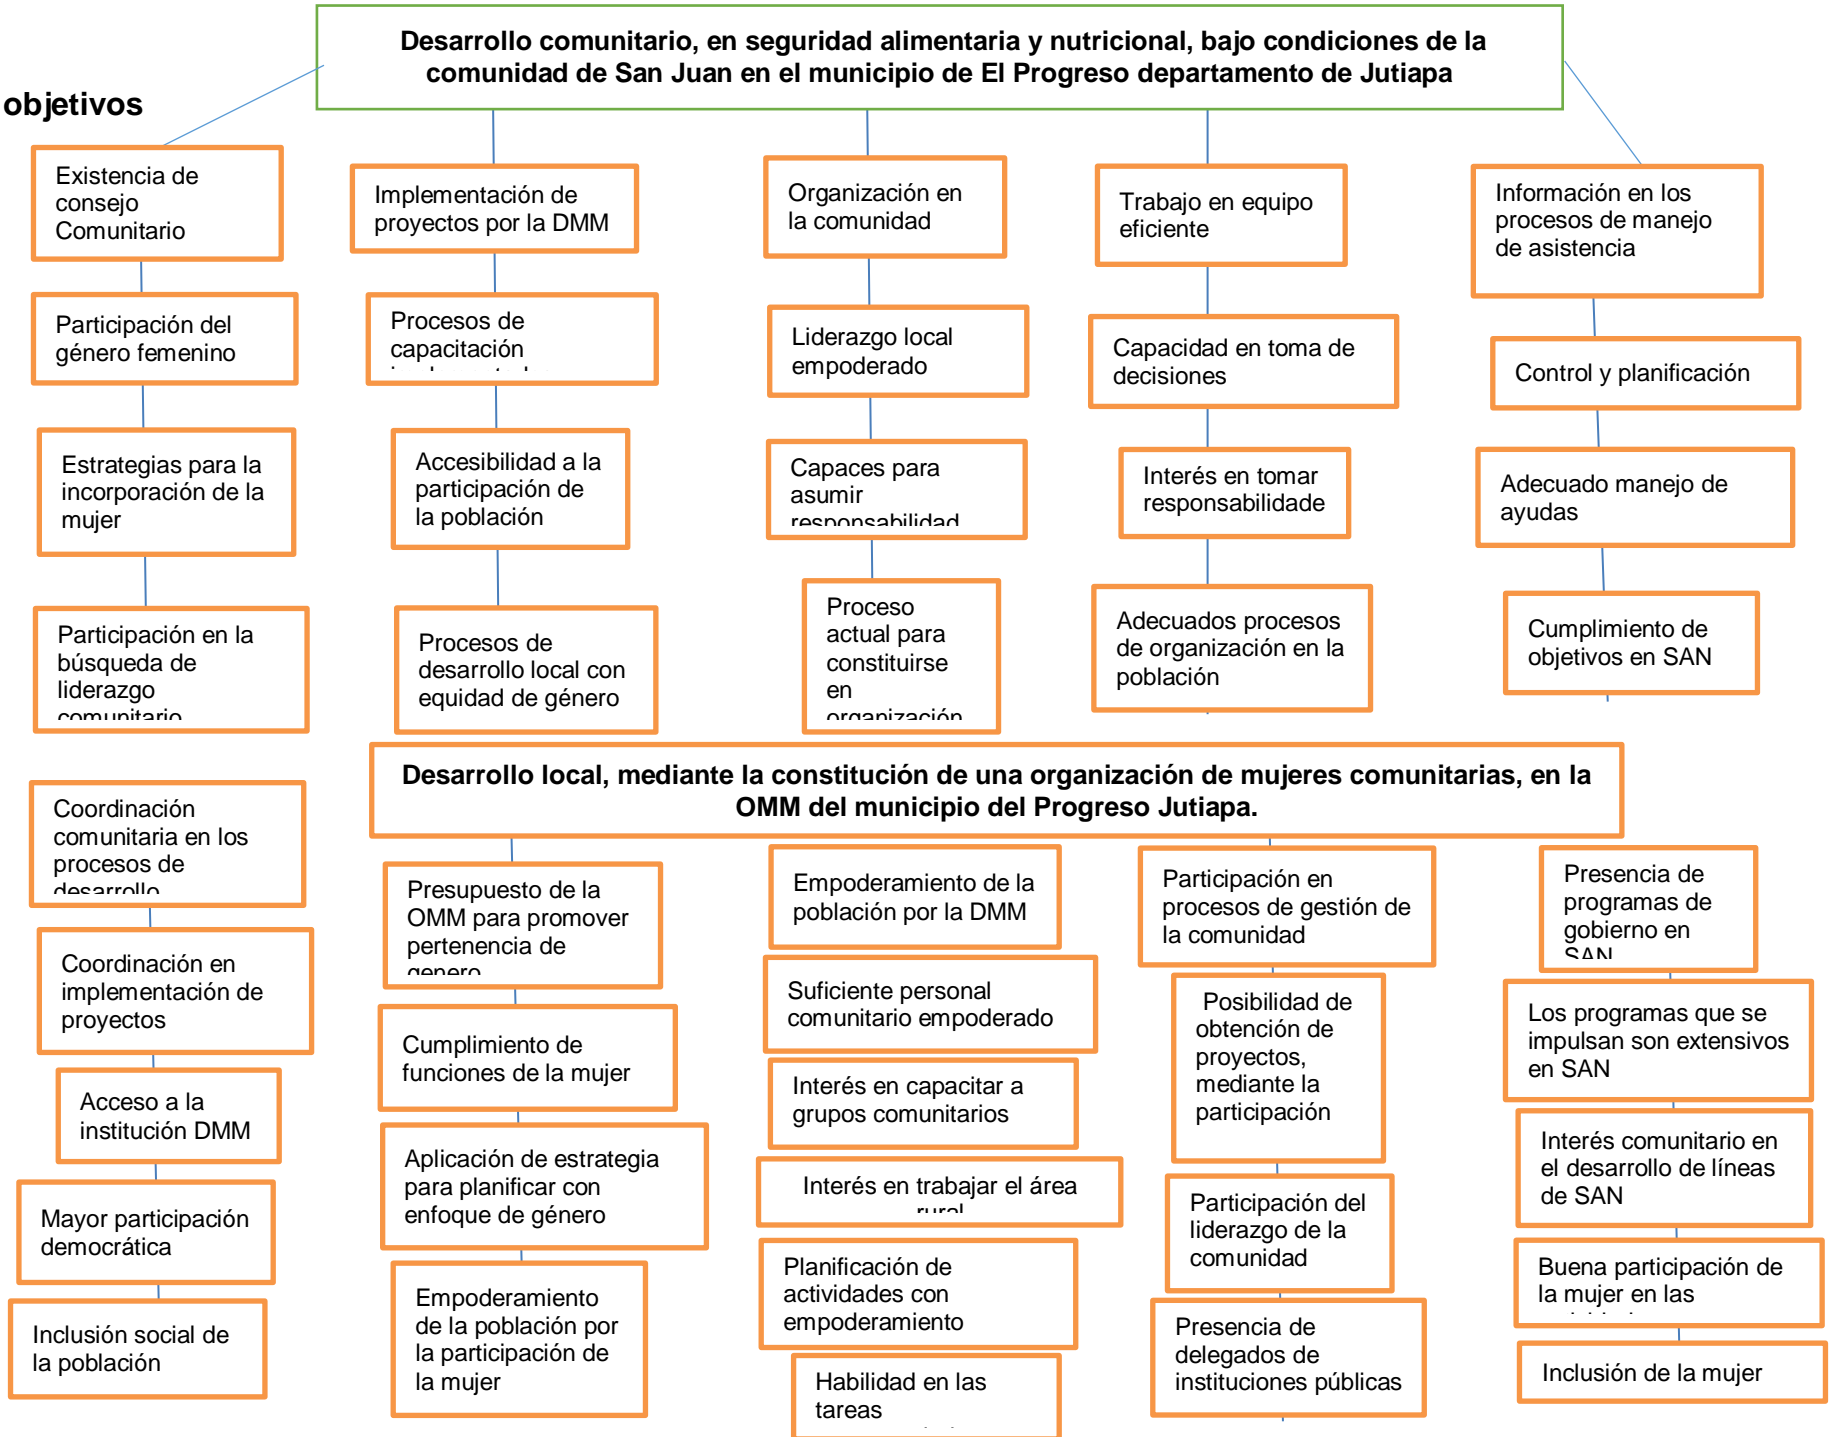 Desarrollo comunitario, en seguridad alimentaria y nutricional, bajo condiciones de la
comunidad de San Juan en el municipio de El Progreso departamento de Jutiapa
objetivos
Existencia de
consejo
Comunitario
Implementación de
proyectos por la DMM
Organización en
la comunidad
Trabajo en equipo
eficiente
Información en los
procesos de manejo
de asistencia
Participación del
género femenino
Procesos de
capacitación
Liderazgo local
empoderado
Capacidad en toma de
decisiones
Control y planificación
Estrategias para la
incorporación de la
mujer
Accesibilidad a la
participación de
la población
Capaces para
asumir
responsabilidad
Interés en tomar
responsabilidade
Adecuado manejo de
ayudas
Participación en la
búsqueda de
liderazgo
comunitario
Procesos de
desarrollo local con
equidad de género
Proceso
actual para
constituirse
en
organización
Adecuados procesos
de organización en la
población
Cumplimiento de
objetivos en SAN
Desarrollo local, mediante la constitución de una organización de mujeres comunitarias, en la
OMM del municipio del Progreso Jutiapa.
Coordinación
comunitaria en los
procesos de
desarrollo
Coordinación en
implementación de
proyectos
Acceso a la
institución DMM
Mayor participación
democrática
Inclusión social de
la población
Presupuesto de la
OMM para promover
pertenencia de
genero
Cumplimiento de
funciones de la mujer
Aplicación de estrategia
para planificar con
enfoque de género
Empoderamiento
de la población por
la participación de
la mujer
Empoderamiento de la
población por la DMM
Suficiente personal
comunitario empoderado
Interés en capacitar a
grupos comunitarios
Interés en trabajar el área
rural
Planificación de
actividades con
empoderamiento
Habilidad en las
tareas
Participación en
procesos de gestión de
la comunidad
Posibilidad de
obtención de
proyectos,
mediante la
participación
Participación del
liderazgo de la
comunidad
Presencia de
delegados de
instituciones públicas
Presencia de
programas de
gobierno en
SAN
Los programas que se
impulsan son extensivos
en SAN
Interés comunitario en
el desarrollo de líneas
de SAN
Buena participación de
la mujer en las
Inclusión de la mujer